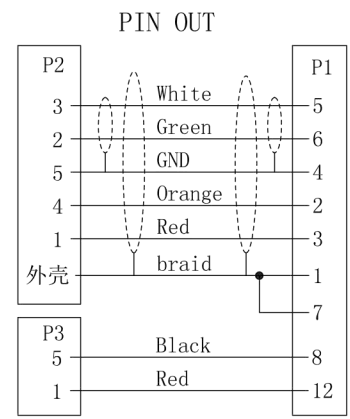 PIN OUT
P2 P1
3 White 5
2 Green 6
5 GND 4
4 Orange 2
1 Red 3
外壳 braid 1
7
P3
5 Black 8
1 Red 12